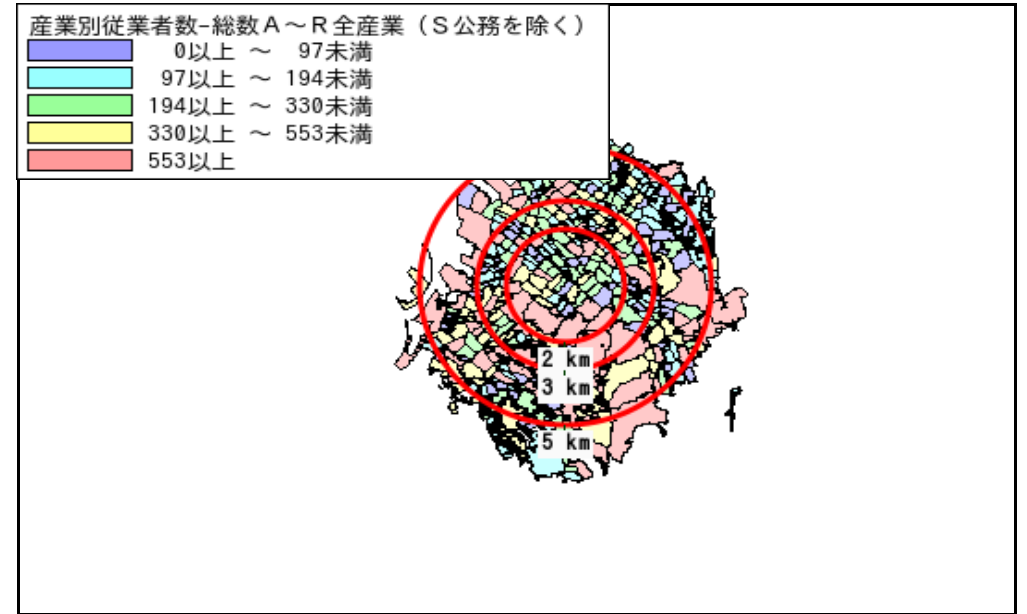 産業別従業者数-総数Ａ～Ｒ全産業（Ｓ公務を除く）
0以上 ～ 97未満
97以上 ～ 194未満
194以上 ～ 330未満
330以上 ～ 553未満
553以上
2 km
3 km
5 km